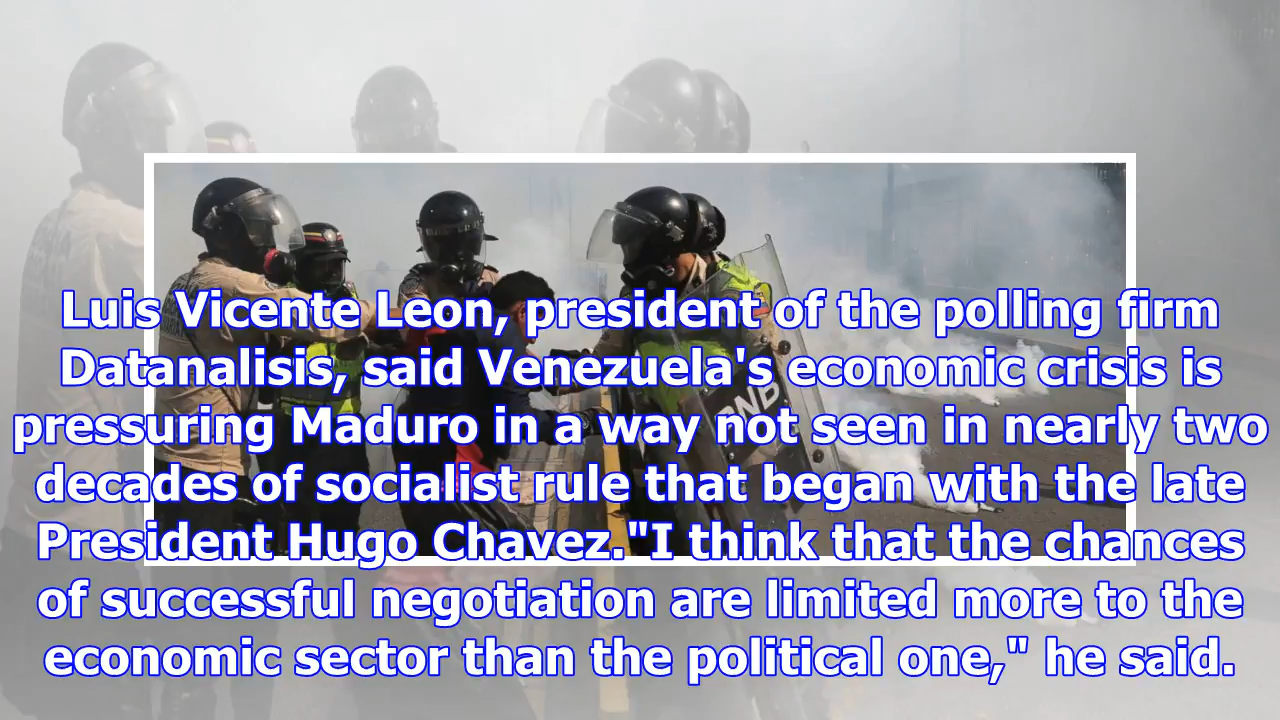 Luis Vicente Leon, president of the polling firm
Datanalisis, said Venezuela's economic crisis is
pressuring Maduro in a way not seen in nearly two
decades of socialist rule that began with the late
President Hugo Chavez."I think that the chances
of successful negotiation are limited more to the
economic sector than the political one," he said.
PNB